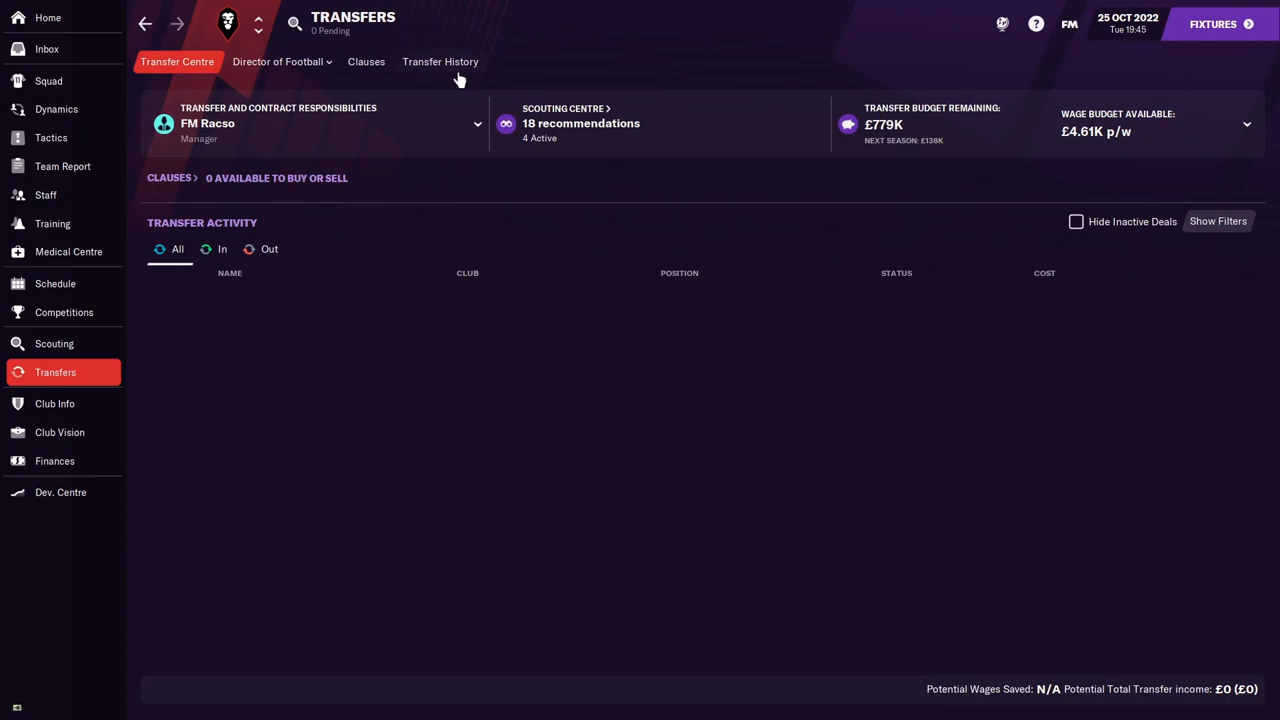 Home
Inbox
Squad
Dynamics
Tactics
Team Report
Staff
Training
Medical Centre
Schedule
Competitions
Scouting
Transfers
Club Info
Club Vision
Finances
Dev. Centre
TRANSFERS
0 Pending
FM
25 OCT 2022
Tue 19:45
FIXTURES
Transfer Centre
Director of Football
Clauses
Transfer History
TRANSFER AND CONTRACT RESPONSIBILITIES
FM Racso
Manager
SCOUTING CENTRE >
18 recommendations
4 Active
TRANSFER BUDGET REMAINING:
£779K
NEXT SEASON: £138K
WAGE BUDGET AVAILABLE:
£4.61K p/w
CLAUSES > 0 AVAILABLE TO BUY OR SELL
TRANSFER ACTIVITY
Hide Inactive Deals
Show Filters
All In Out
NAME CLUB POSITION STATUS COST
Potential Wages Saved: N/A Potential Total Transfer income: £0 (£0)